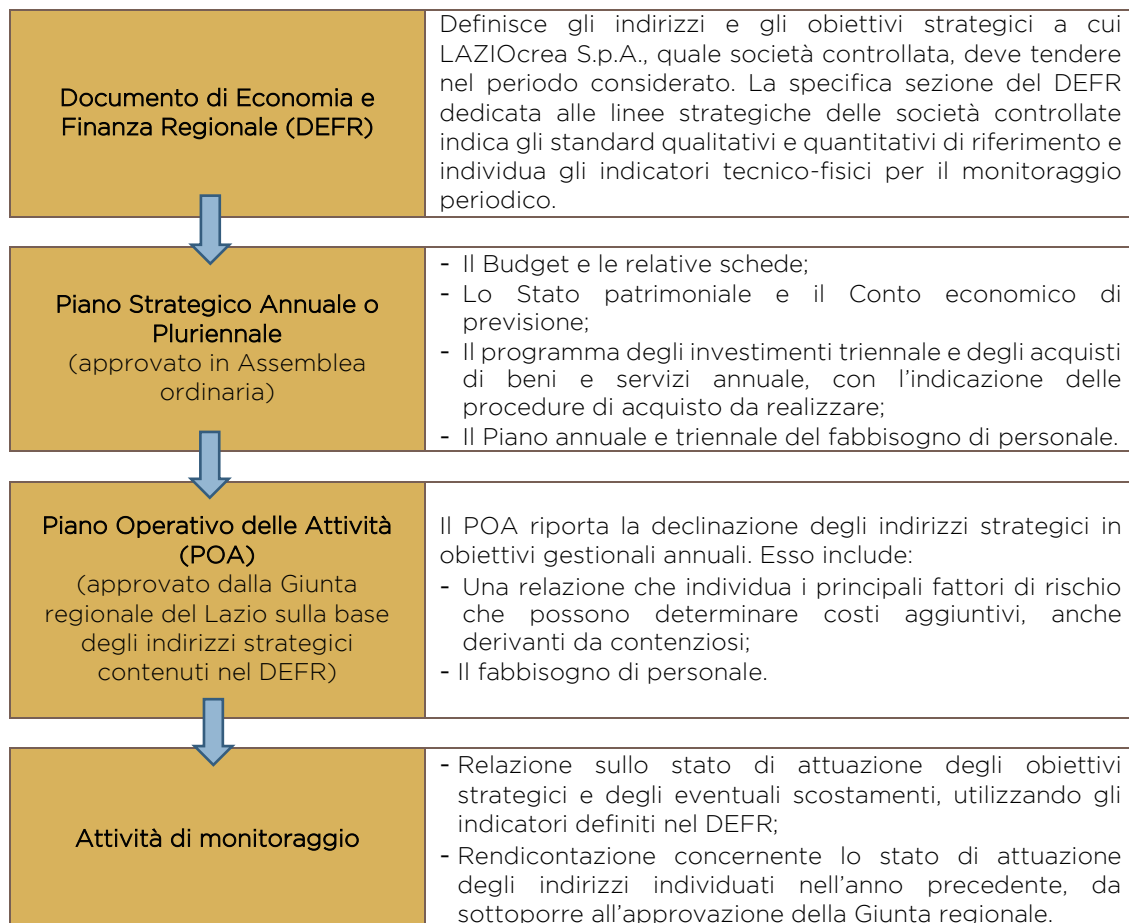 Documento di Economia e
Finanza Regionale (DEFR)
Definisce gli indirizzi e gli obiettivi strategici a cui
LAZIOcrea S.p.A., quale società controllata, deve tendere
nel periodo considerato. La specifica sezione del DEFR
dedicata alle linee strategiche delle società controllate
indica gli standard qualitativi e quantitativi di riferimento e
individua gli indicatori tecnico-fisici per il monitoraggio
periodico.
Piano Strategico Annuale o
Pluriennale
(approvato in Assemblea
ordinaria)
- Il Budget e le relative schede;
- Lo Stato patrimoniale e il Conto economico di
previsione;
- Il programma degli investimenti triennale e degli acquisti
di beni e servizi annuale, con l'indicazione delle
procedure di acquisto da realizzare;
- Il Piano annuale e triennale del fabbisogno di personale.
Piano Operativo delle Attività
(POA)
(approvato dalla Giunta
regionale del Lazio sulla base
degli indirizzi strategici
contenuti nel DEFR)
Il POA riporta la declinazione degli indirizzi strategici in
obiettivi gestionali annuali. Esso include:
- Una relazione che individua i principali fattori di rischio
che possono determinare costi aggiuntivi, anche
derivanti da contenziosi;
- Il fabbisogno di personale.
Attività di monitoraggio
- Relazione sullo stato di attuazione degli obiettivi
strategici e degli eventuali scostamenti, utilizzando gli
indicatori definiti nel DEFR;
- Rendicontazione concernente lo stato di attuazione
degli indirizzi individuati nell'anno precedente, da
sottoporre all'approvazione della Giunta regionale.